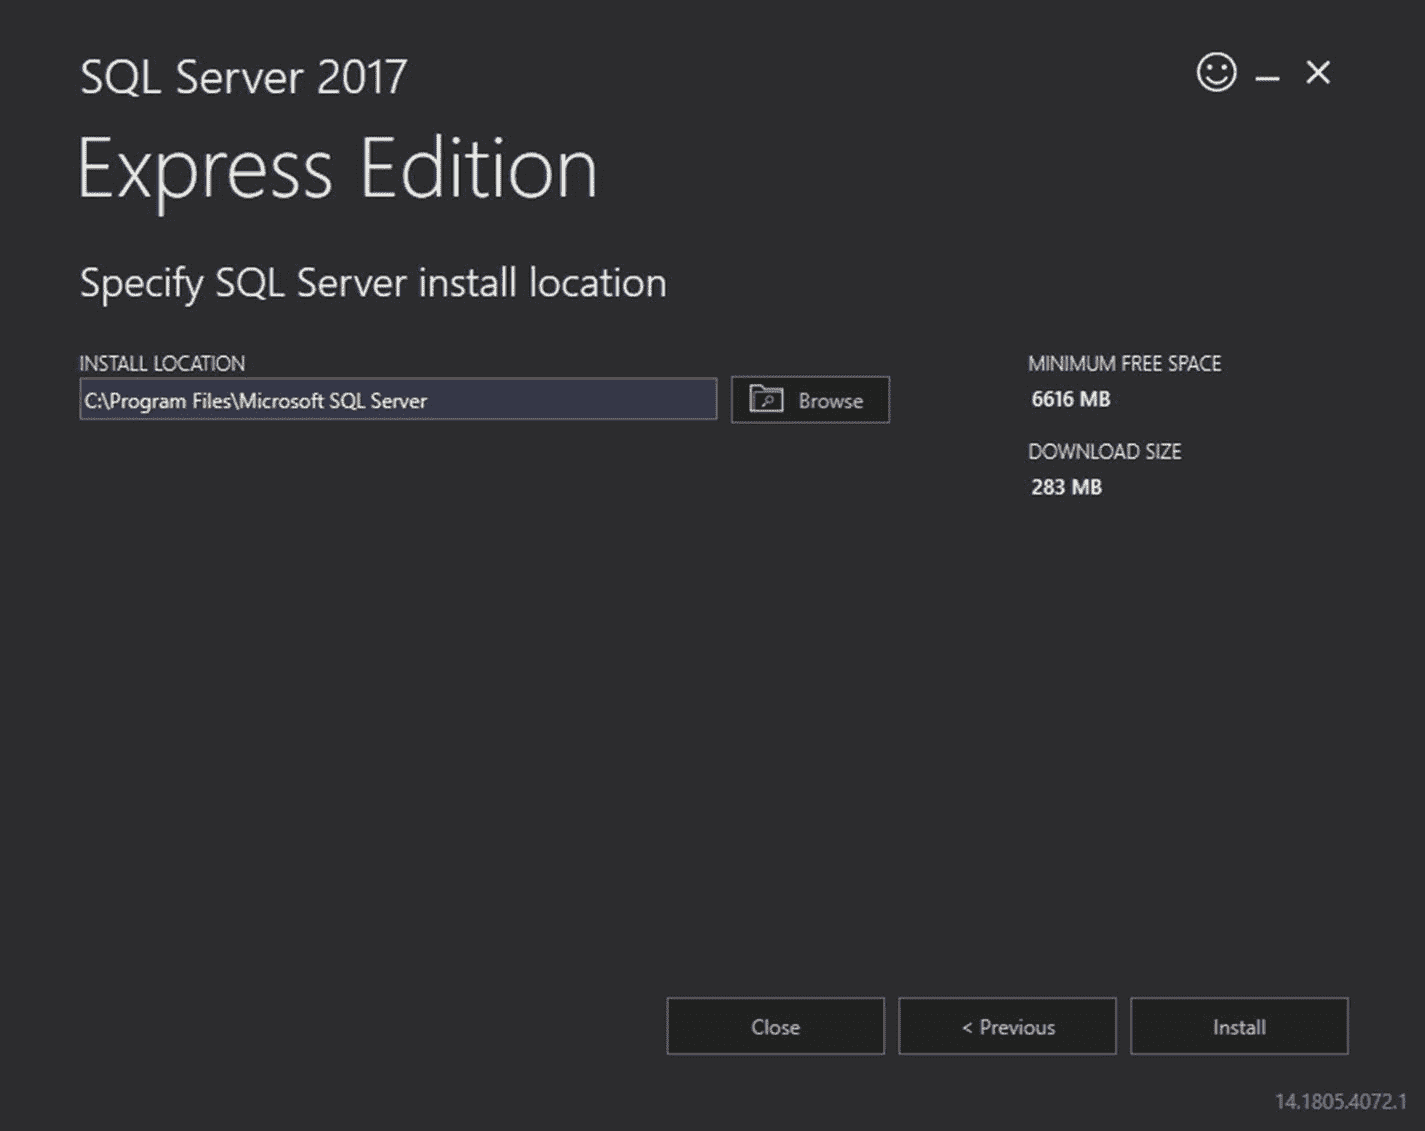 SQL Server 2017
Express Edition
Specify SQL Server install location
INSTALL LOCATION
C:\Program Files\Microsoft SQL Server
Browse
MINIMUM FREE SPACE
6616 MB
DOWNLOAD SIZE
283 MB
Close
< Previous
Install
14.1805.4072.1